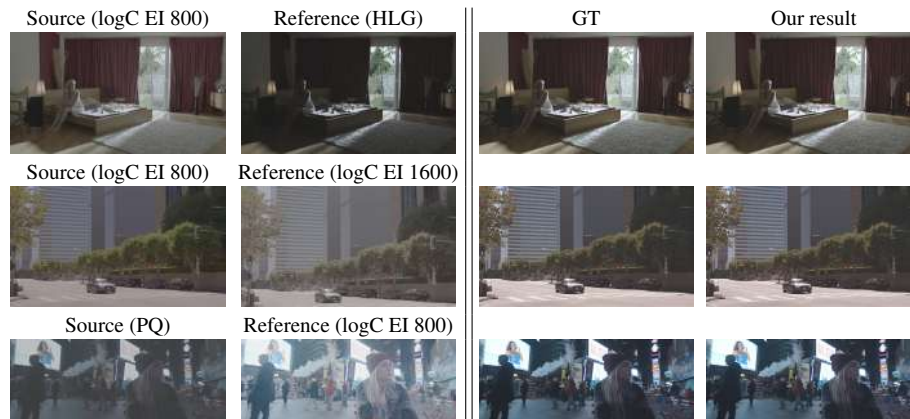 Source (logC EI 800) Reference (HLG) GT Our result
Source (logC EI 800) Reference (logC EI 1600)
Source (PQ) Reference (logC EI 800)